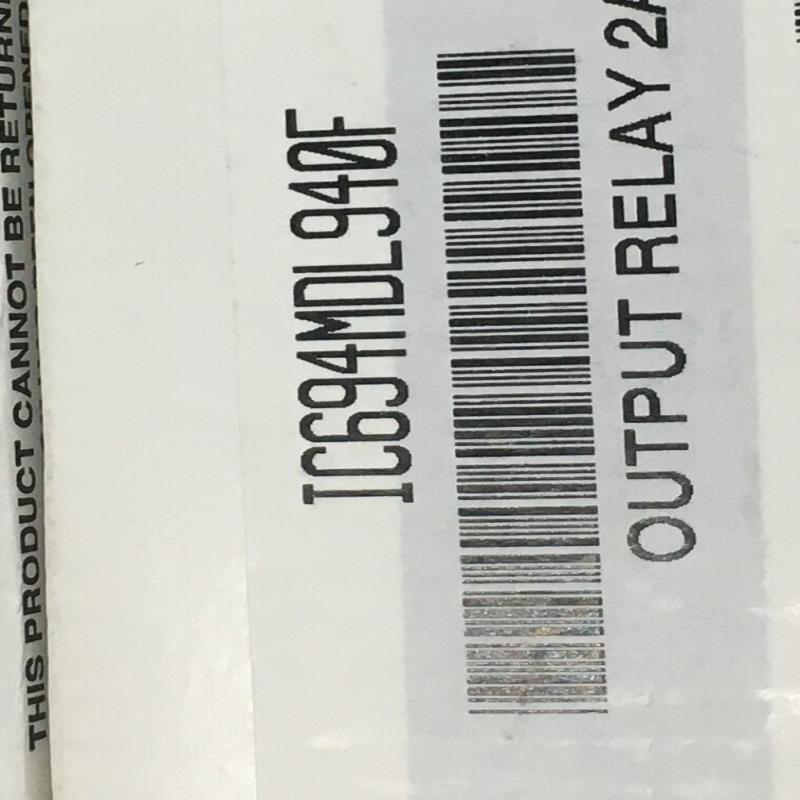 THIS PRODUCT CANNOT BE RETURN
IC694MDL940F
OUTPUT RELAY 2A